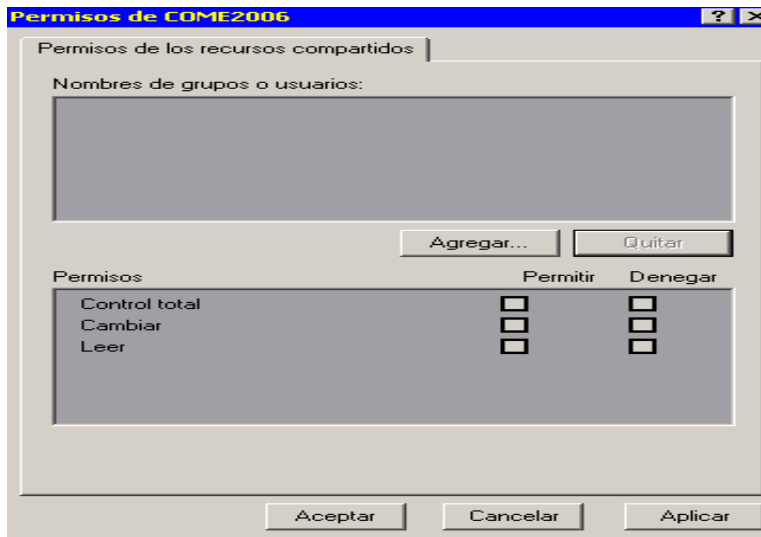 Permisos de COME2006
Permisos de los recursos compartidos
Nombres de grupos o usuarios:
Agregar... Quitar
Permisos Permitir Denegar
Control total
Cambiar
Leer
Aceptar Cancelar Aplicar